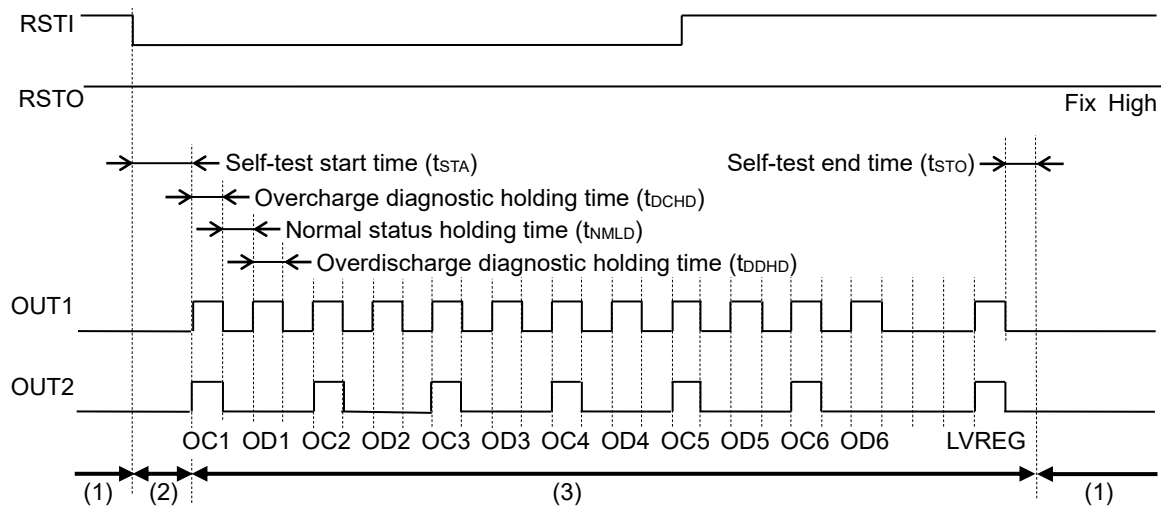 RSTI
RSTO
Fix High
Self-test start time (tSTA)
Self-test end time (tSTO)
Overcharge diagnostic holding time (tDCHD)
Normal status holding time (tNMLD)
Overdischarge diagnostic holding time (tDDHD)
OUT1
OUT2
OC1 OD1 OC2 OD2 OC3 OD3 OC4 OD4 OC5 OD5 OC6 OD6 LVREG
(1) (2) (3) (1)